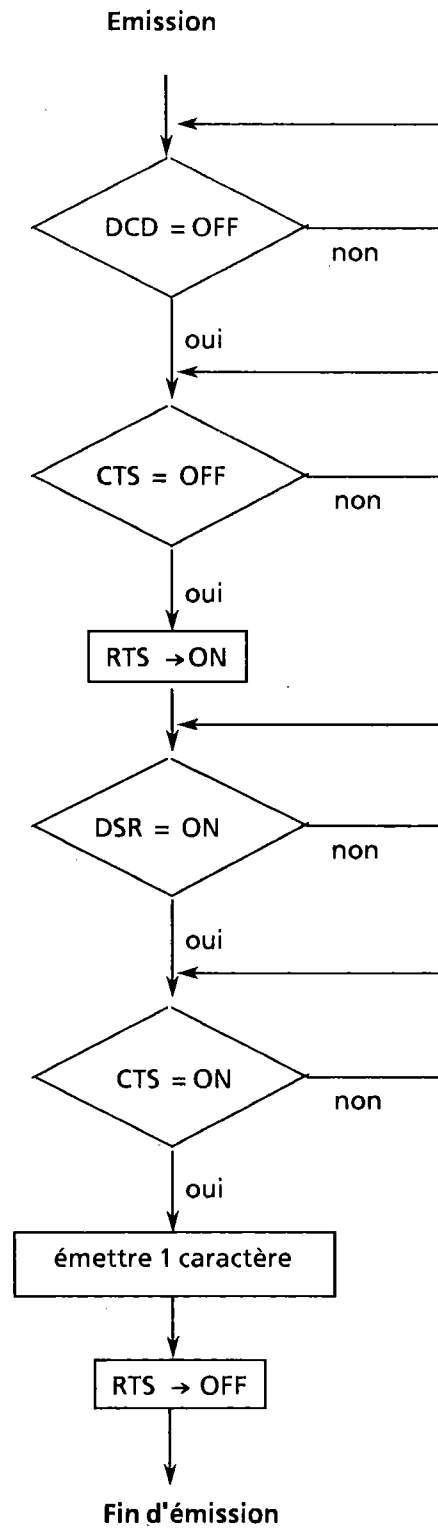 Emission
DCD = OFF
non
oui
CTS = OFF
non
oui
RTS → ON
DSR = ON
non
oui
CTS = ON
non
oui
émettre 1 caractère
RTS → OFF
Fin d'émission